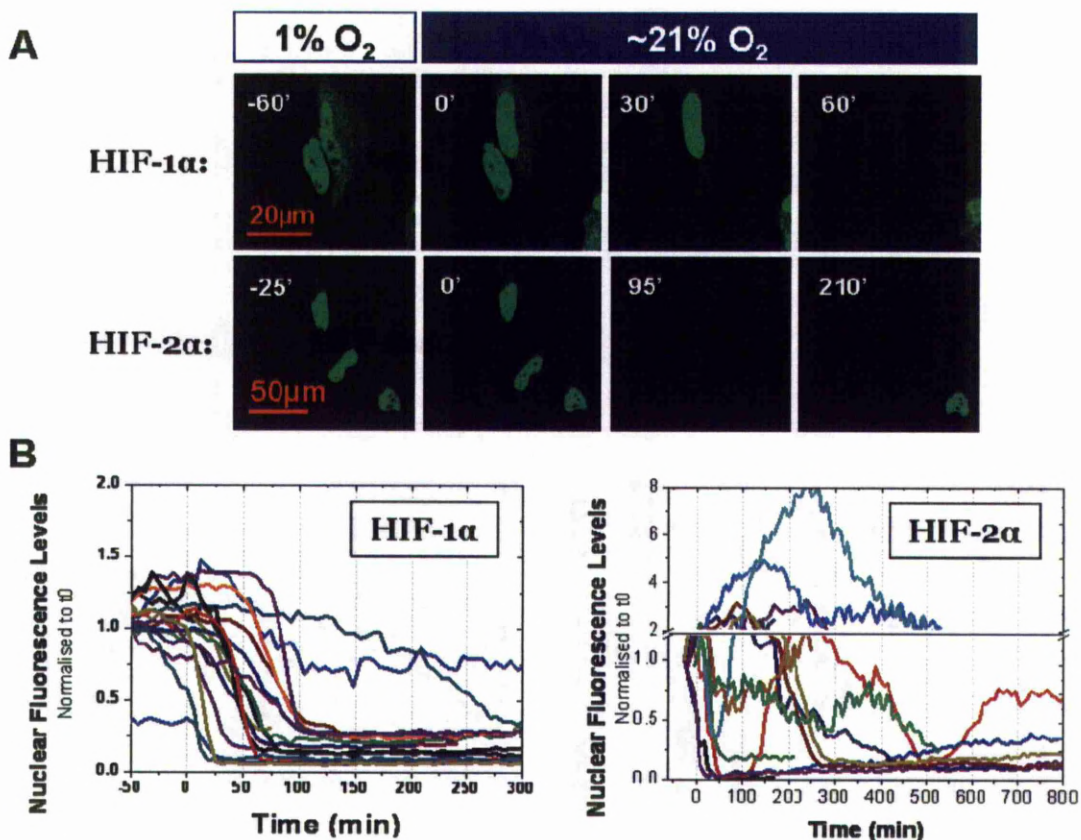 A
1% O₂
~21% O₂
HIF-1α:
-60'
0'
30'
60'
20µm
HIF-2α:
-25'
0'
95'
210'
50µm
B
Nuclear Fluorescence Levels
Normalised to t0
2.0
1.5
1.0
0.5
0.0
HIF-1α
-50
0
50
100
150
200
250
300
Time (min)
Nuclear Fluorescence Levels
Normalised to t0
8
6
4
2
1.0
0.5
0.0
HIF-2α
0
100
200
300
400
500
600
700
800
Time (min)